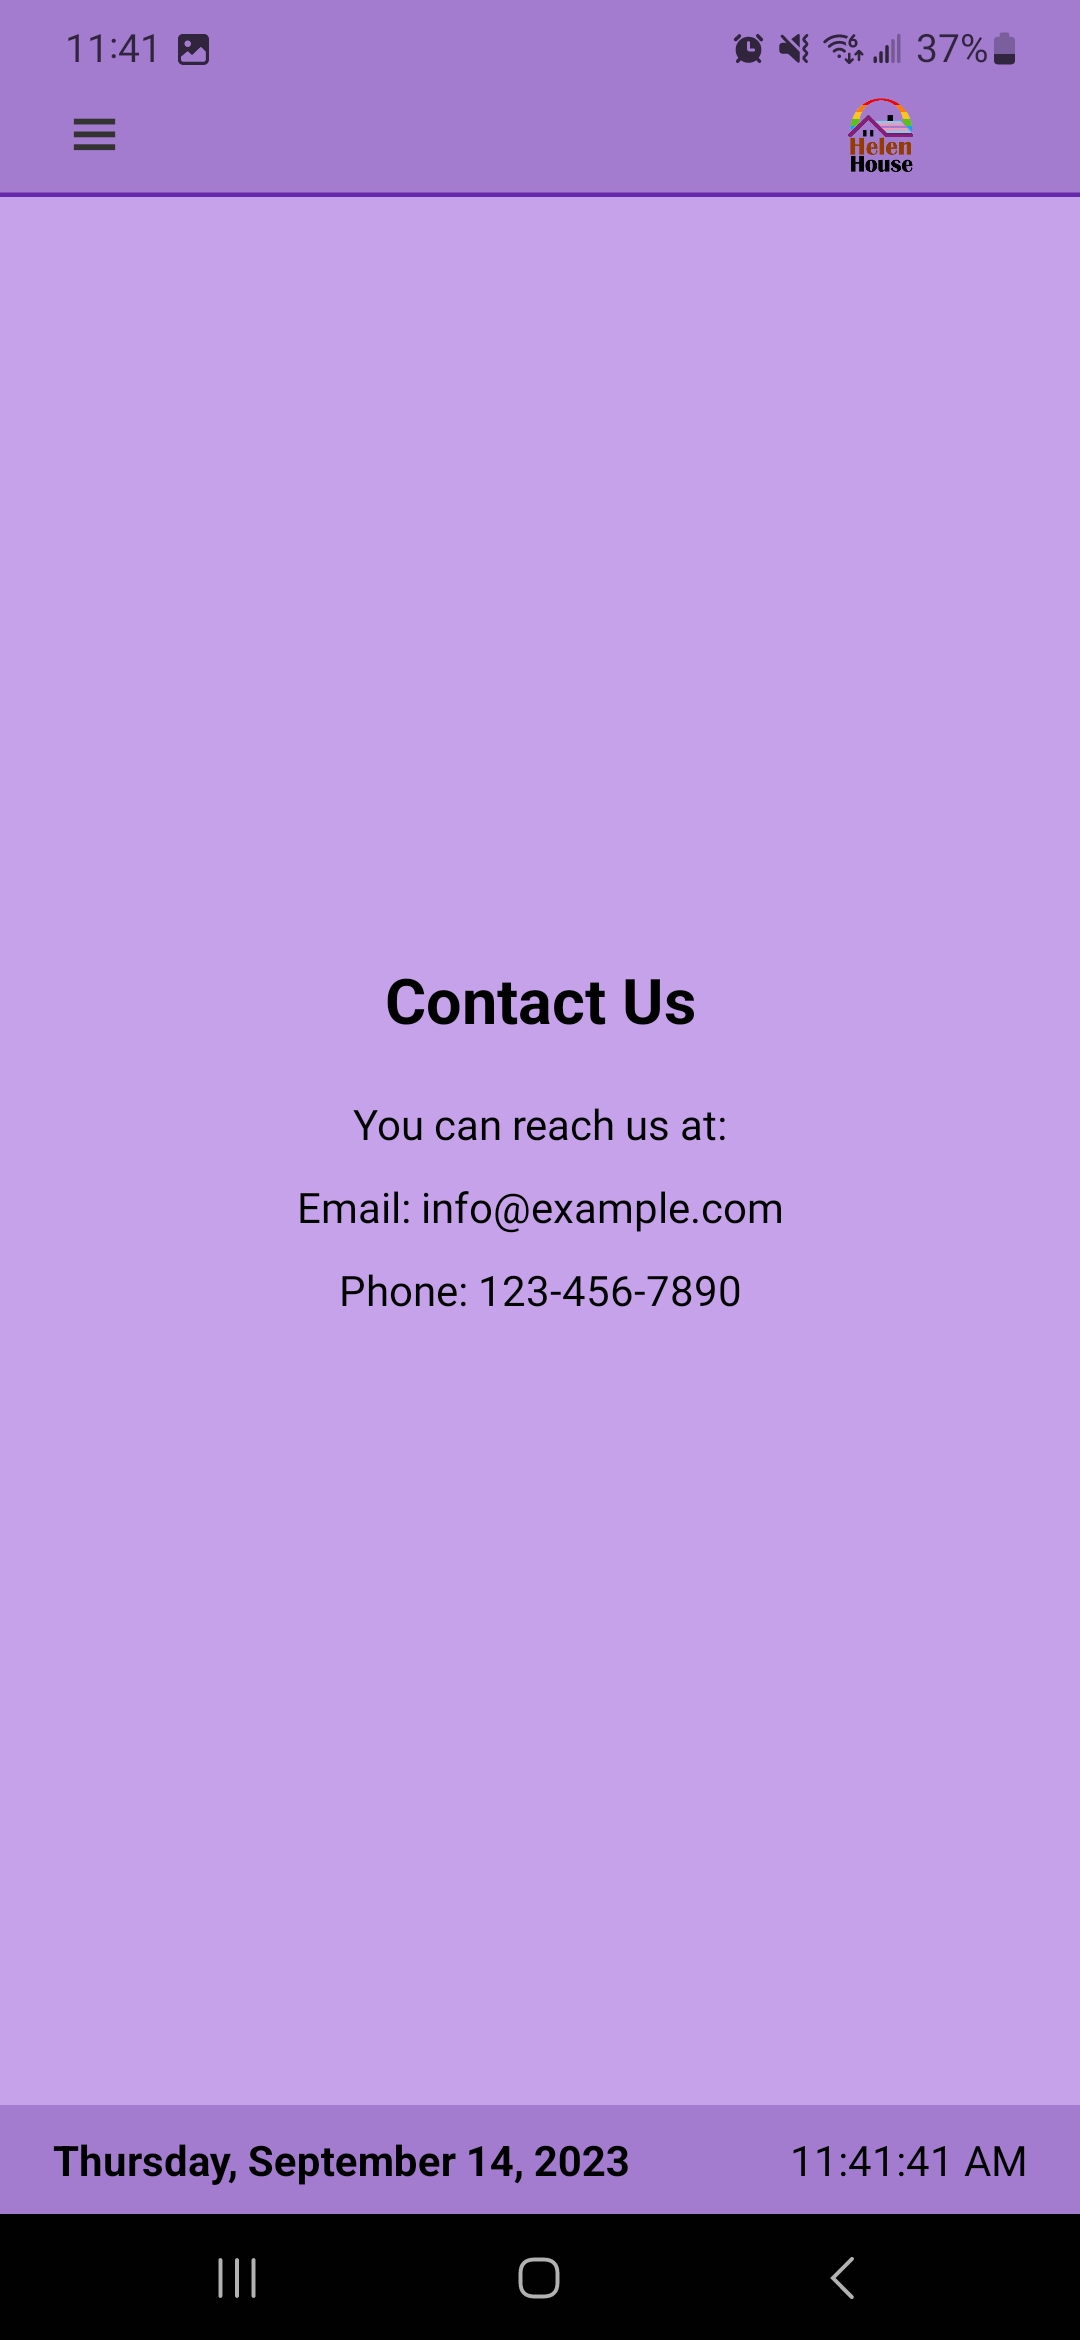 11:41
6
37%
Helen
House
Contact Us
You can reach us at:
Email: info@example.com
Phone: 123-456-7890
Thursday, September 14, 2023 11:41:41 AM